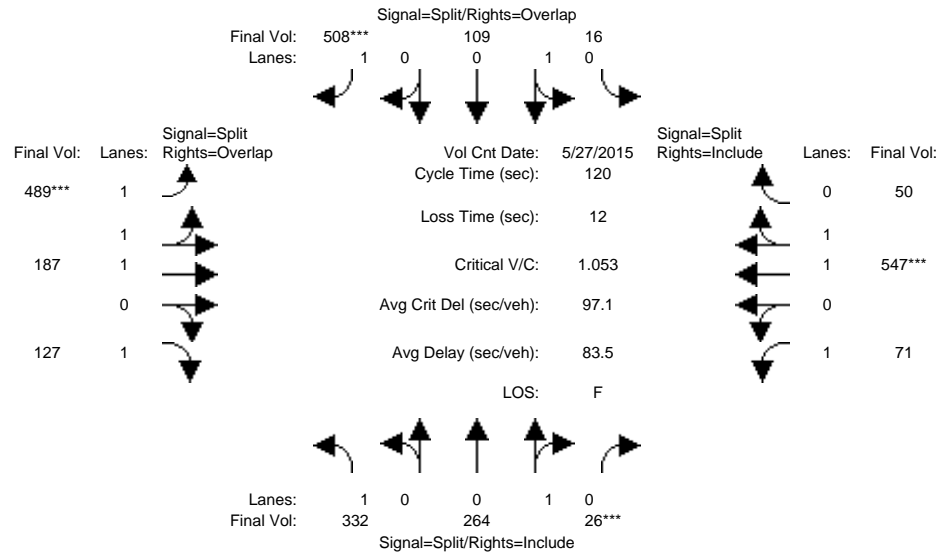 Signal=Split/Rights=Overlap
Final Vol: 508*** 109 16
Lanes: 1 0 0 1 0
Signal=Split
Final Vol: Lanes: Rights=Overlap
Vol Cnt Date: 5/27/2015
Signal=Split
Rights=Include Lanes: Final Vol:
Cycle Time (sec): 120
489*** 1
0 50
Loss Time (sec): 12
1
1
187 1
Critical V/C: 1.053
1 547***
0
Avg Crit Del (sec/veh): 97.1
0
127 1
Avg Delay (sec/veh): 83.5
1 71
LOS: F
Lanes: 1 0 0 1 0
Final Vol: 332 264 26***
Signal=Split/Rights=Include